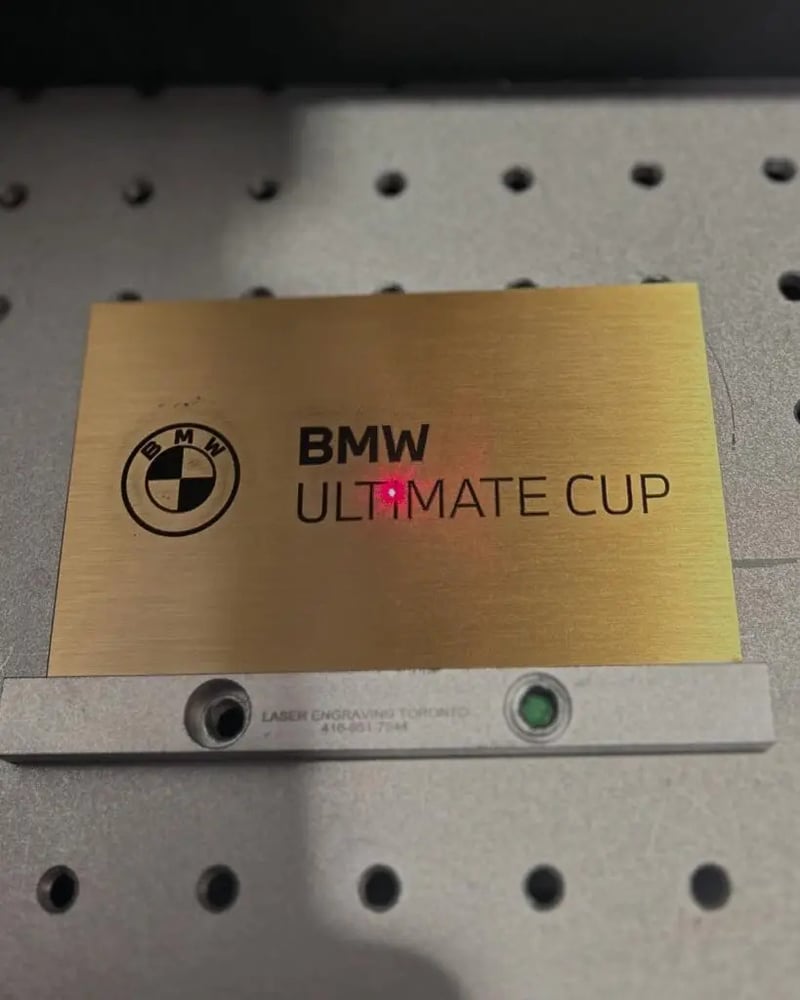 BMW
BMW
ULTIMATE CUP
LASER ENGRAVING TORONTO